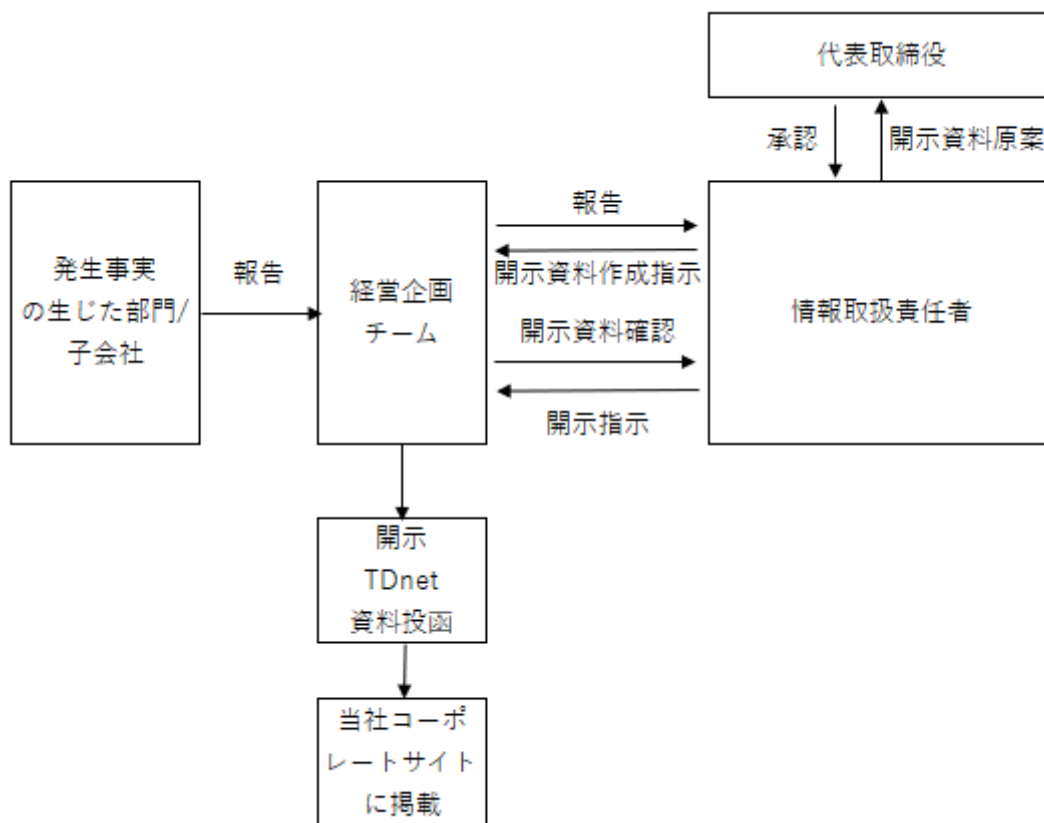 代表取締役
承認
開示資料原案
発生事実
の生じた部門/
子会社
報告
経営企画
チーム
報告
開示資料作成指示
開示資料確認
開示指示
情報取扱責任者
開示
TDnet
資料投函
当社コーポ
レートサイト
に掲載